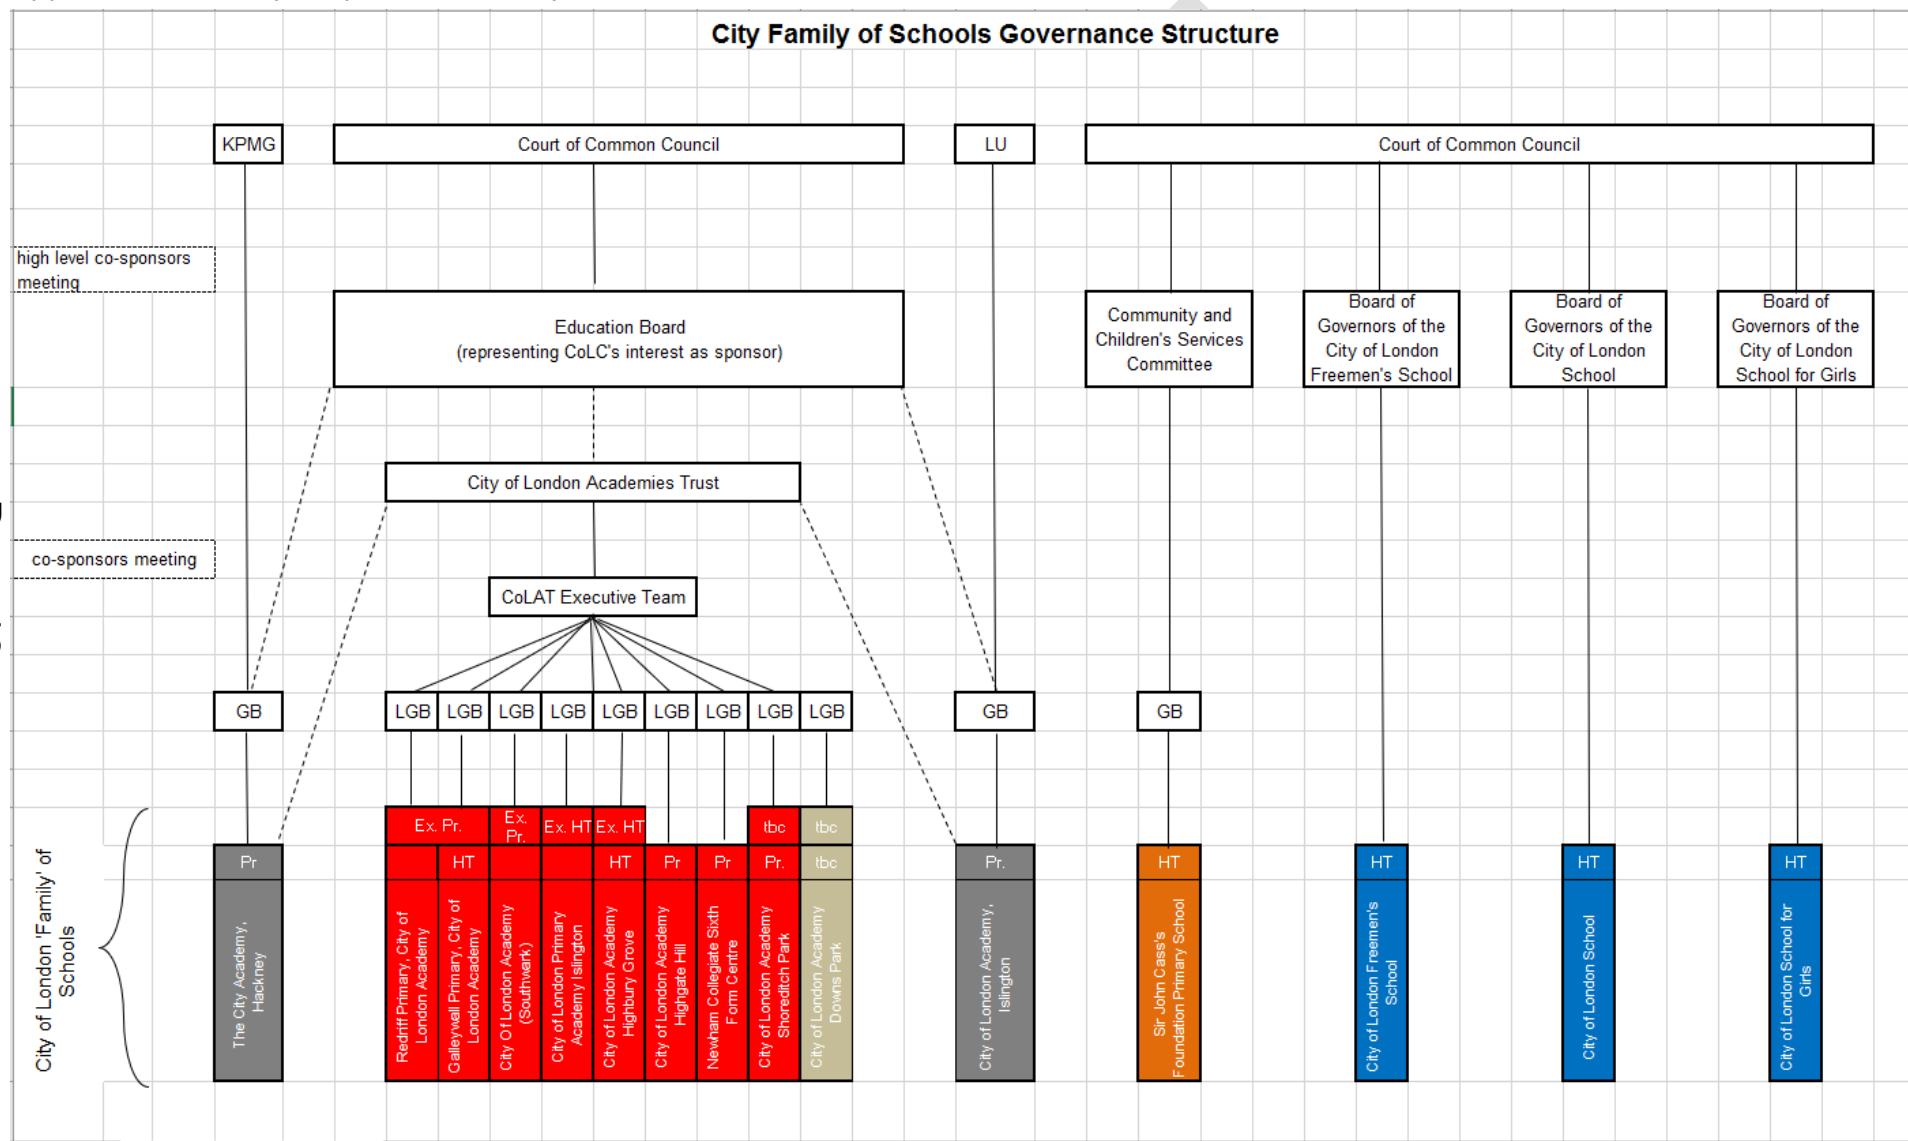 City Family of Schools Governance Structure
KPMG
Court of Common Council
LU
Court of Common Council
high level co-sponsors
meeting
Education Board
(representing CoLC's interest as sponsor)
Community and
Children's Services
Committee
Board of
Governors of the
City of London
Freemen's School
Board of
Governors of the
City of London
School
Board of
Governors of the
City of London
School for Girls
City of London Academies Trust
co-sponsors meeting
CoLAT Executive Team
GB
LGB
LGB
LGB
LGB
LGB
LGB
LGB
LGB
LGB
GB
GB
Ex. Pr.
Ex.
Pr.
Ex. HT
Ex. HT
tbc
tbc
Pr
HT
HT
Pr
Pr
Pr.
tbc
Pr.
HT
HT
HT
HT
City of London 'Family' of
Schools
The City Academy,
Hackney
Redriff Primary, City of
London Academy
Galleywall Primary, City of
London Academy
City Of London Academy
(Southwark)
City of London Primary
Academy Islington
City of London Academy
Highbury Grove
City of London Academy
Highgate Hill
Newham Collegiate Sixth
Form Centre
City of London Academy
Shoreditch Park
City of London Academy
Downs Park
City of London Academy,
Islington
Sir John Cass's
Foundation Primary School
City of London Freemen's
School
City of London School
City of London School for
Girls